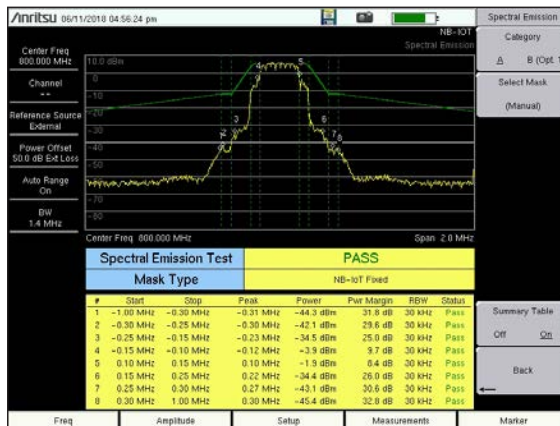 Anritsu 06/11/2018 04:56:24 pm
Spectral Emission
NB-IOT
Spectral Emission
Category
A B (Opt. 1
Select Mask
(Manual)
Center Freq
800.000 MHz
Channel
--
Reference Source
External
Power Offset
50.0 dB Ext Loss
Auto Range
On
BW
1.4 MHz
10.0 dBm
0
-10
-20
-30
-40
-50
-60
-70
-80
2
3
4
5
6
7
8
Center Freq 800.000 MHz
Span 2.0 MHz
Spectral Emission Test PASS
Mask Type NB-IoT Fixed
# Start Stop Peak Power Pwr Margin RBW Status
1 -1.00 MHz -0.30 MHz -0.31 MHz -44.3 dBm 31.8 dB 30 kHz Pass
2 -0.30 MHz -0.25 MHz -0.30 MHz -42.1 dBm 29.6 dB 30 kHz Pass
3 -0.25 MHz -0.15 MHz -0.23 MHz -34.5 dBm 25.0 dB 30 kHz Pass
4 -0.15 MHz -0.10 MHz -0.12 MHz -3.9 dBm 9.7 dB 30 kHz Pass
5 0.10 MHz 0.15 MHz 0.10 MHz -1.9 dBm 8.4 dB 30 kHz Pass
6 0.15 MHz 0.25 MHz 0.22 MHz -34.4 dBm 26.0 dB 30 kHz Pass
7 0.25 MHz 0.30 MHz 0.27 MHz -43.1 dBm 30.6 dB 30 kHz Pass
8 0.30 MHz 1.00 MHz 0.30 MHz -45.4 dBm 32.8 dB 30 kHz Pass
Summary Table
Off On
Back
Freq Amplitude Setup Measurements Marker